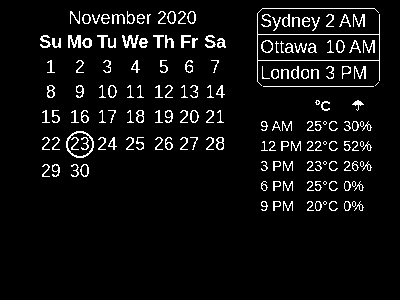 November 2020
Su Mo Tu We Th Fr Sa
1 2 3 4 5 6 7
8 9 10 11 12 13 14
15 16 17 18 19 20 21
22 23 24 25 26 27 28
29 30
Sydney 2 AM
Ottawa 10 AM
London 3 PM
°C ☂
9 AM 25°C 30%
12 PM 22°C 52%
3 PM 23°C 26%
6 PM 25°C 0%
9 PM 20°C 0%